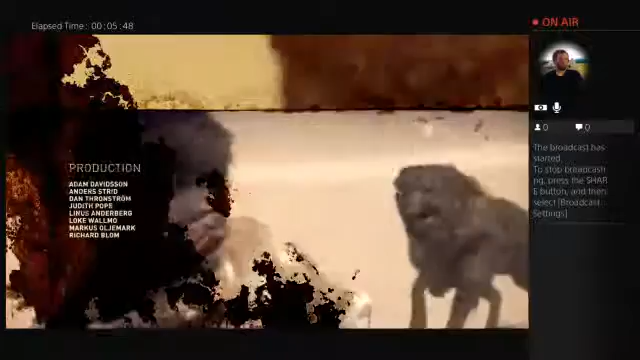 Elapsed Time : 00:05:48
ON AIR
0
0
The broadcast has
started.
To stop broadcasti
ng, press the SHAR
E button, and then
select [Broadcast
Settings].
PRODUCTION
ADAM DAVIDSSON
ANDERS STRID
DAN THRONSTRÖM
JUDITH POPE
LINUS ANDERBERG
LOKE WALLMO
MARKUS OLJEMARK
RICHARD BLOM